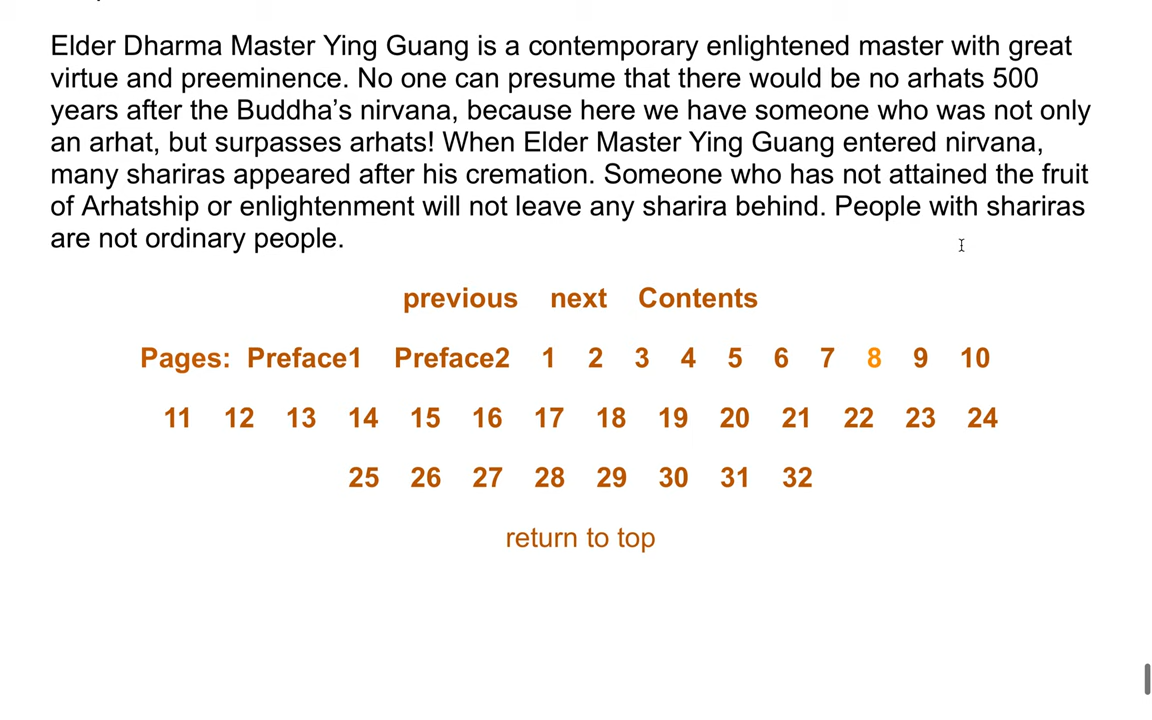 Elder Dharma Master Ying Guang is a contemporary enlightened master with great
virtue and preeminence. No one can presume that there would be no arhats 500
years after the Buddha’s nirvana, because here we have someone who was not only
an arhat, but surpasses arhats! When Elder Master Ying Guang entered nirvana,
many shariras appeared after his cremation. Someone who has not attained the fruit
of Arhatship or enlightenment will not leave any sharira behind. People with shariras
are not ordinary people.
previous next Contents
Pages: Preface1 Preface2 1 2 3 4 5 6 7 8 9 10
11 12 13 14 15 16 17 18 19 20 21 22 23 24
25 26 27 28 29 30 31 32
return to top